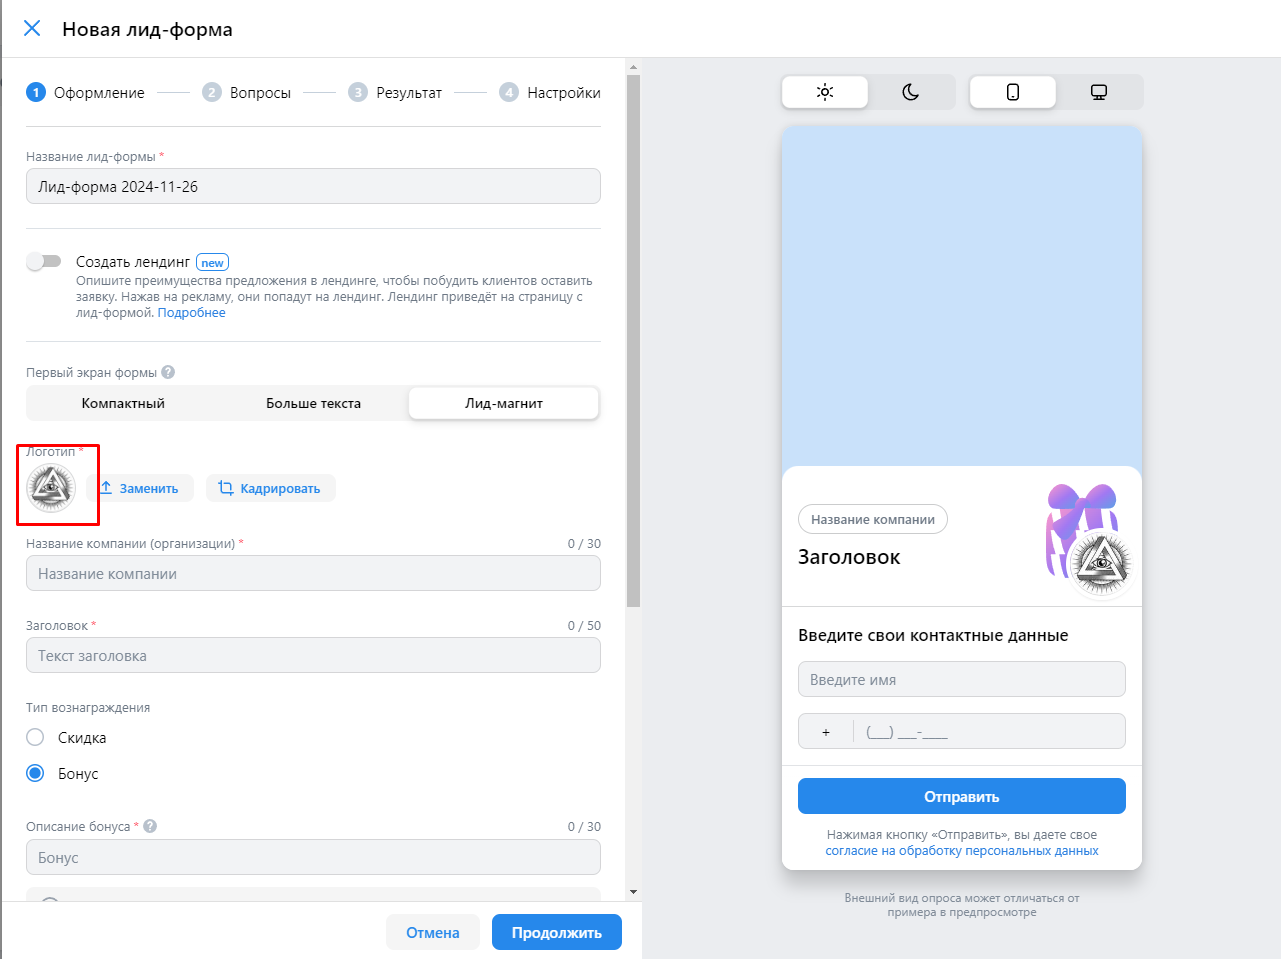 Новая лид-форма
1 Оформление
2 Вопросы
3 Результат
4 Настройки
Название лид-формы *
Лид-форма 2024-11-26
Создать лендинг new
Опишите преимущества предложения в лендинге, чтобы побудить клиентов оставить
заявку. Нажав на рекламу, они попадут на лендинг. Лендинг приведёт на страницу с
лид-формой. Подробнее
Первый экран формы ?
Компактный
Больше текста
Лид-магнит
Логотип *
Заменить
Кадрировать
Название компании (организации) *
0 / 30
Название компании
Заголовок *
0 / 50
Текст заголовка
Тип вознаграждения
Скидка
Бонус
Описание бонуса * ?
0 / 30
Бонус
Отмена
Продолжить
Название компании
Заголовок
Введите свои контактные данные
Введите имя
+ (__) ___-____
Отправить
Нажимая кнопку «Отправить», вы даете свое
согласие на обработку персональных данных
Внешний вид опроса может отличаться от
примера в предпросмотре